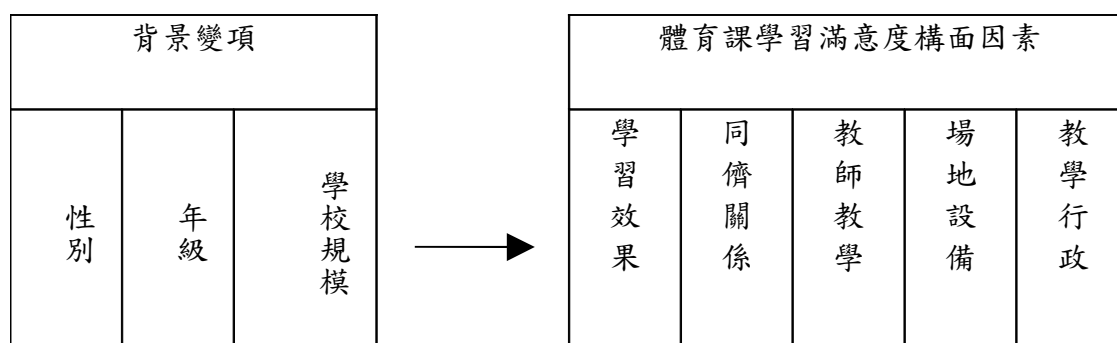 背景變項
性別
年級
學校規模
體育課學習滿意度構面因素
學習效果
同儕關係
教師教學
場地設備
教學行政